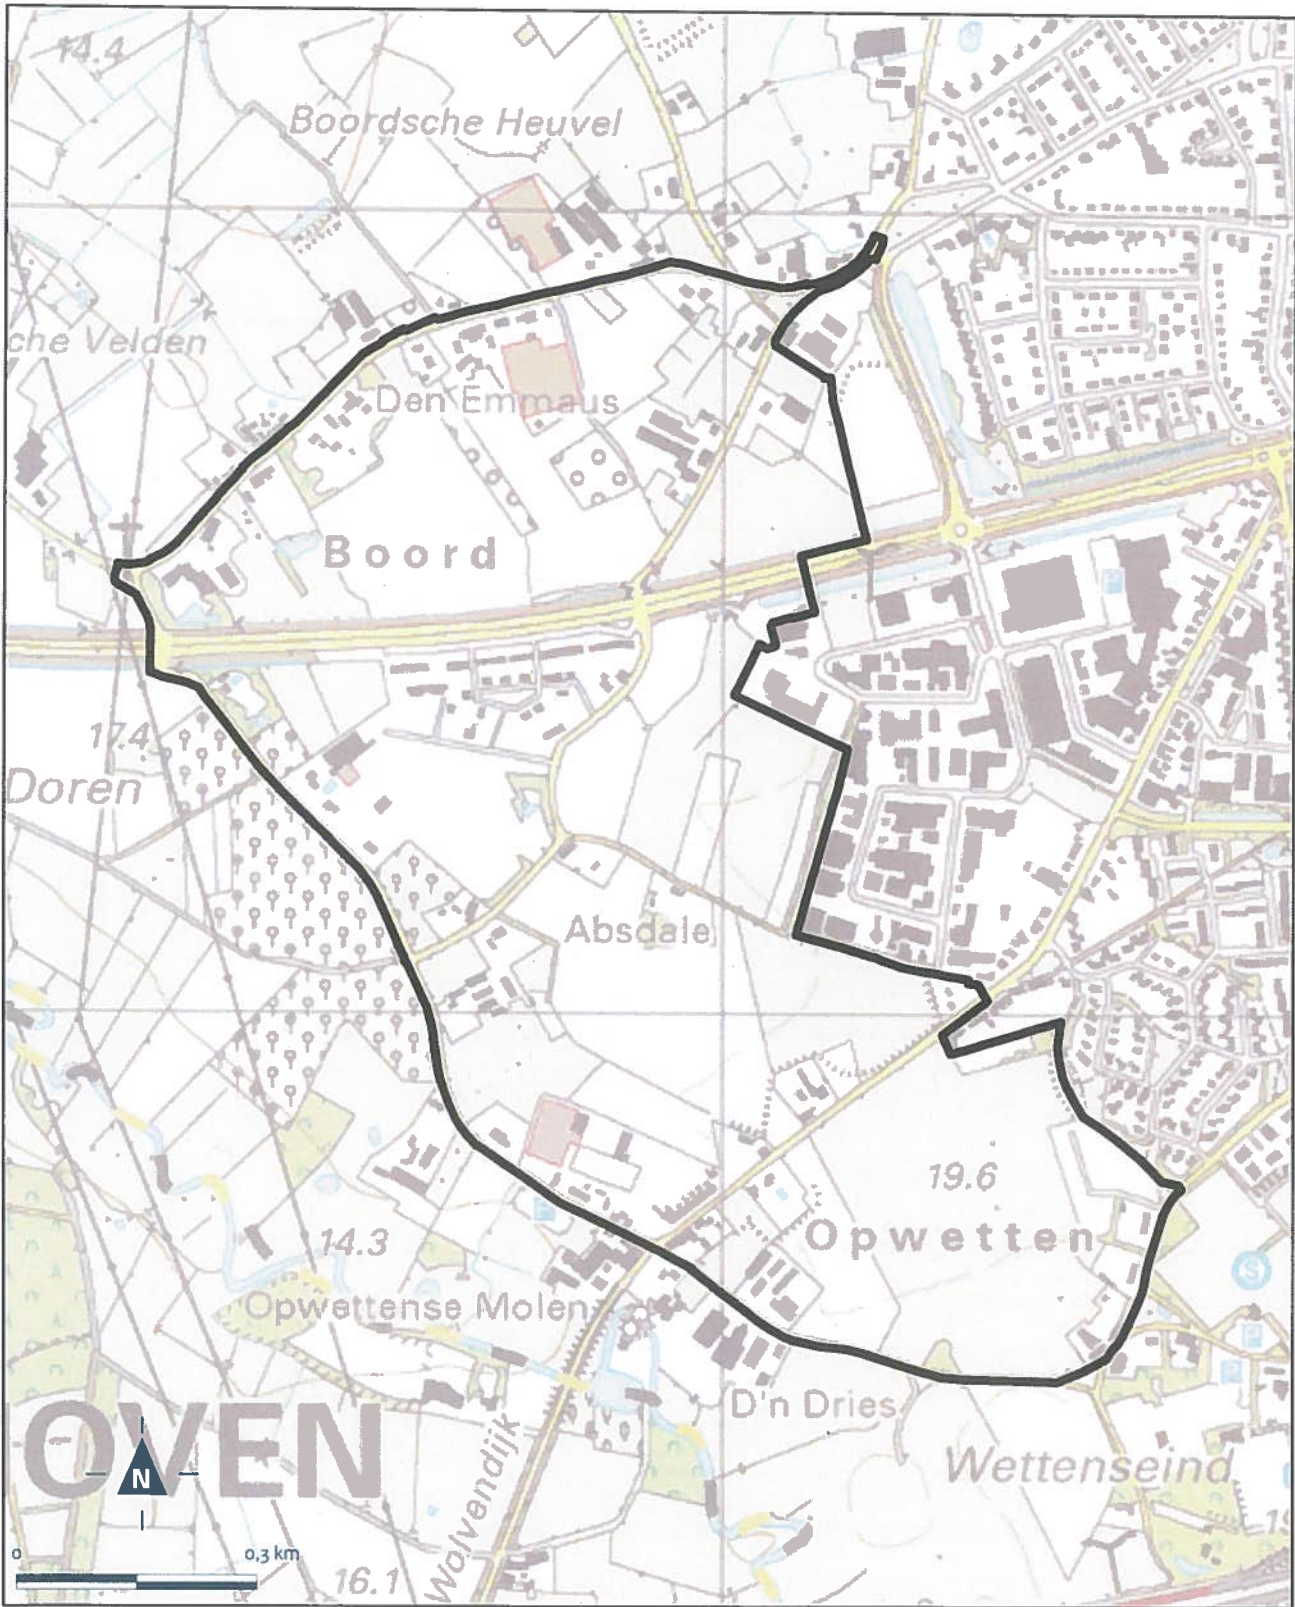 14.4
Boordsche Heuvel
che Velden
Den Emmaus
Boord
17.4
Doren
Absdale
19.6
Opwetten
14.3
S
Opwettense Molen
D'n Dries
OVEN
N
Wolvendijk
Wettenseind
0 0,3 km
16.1